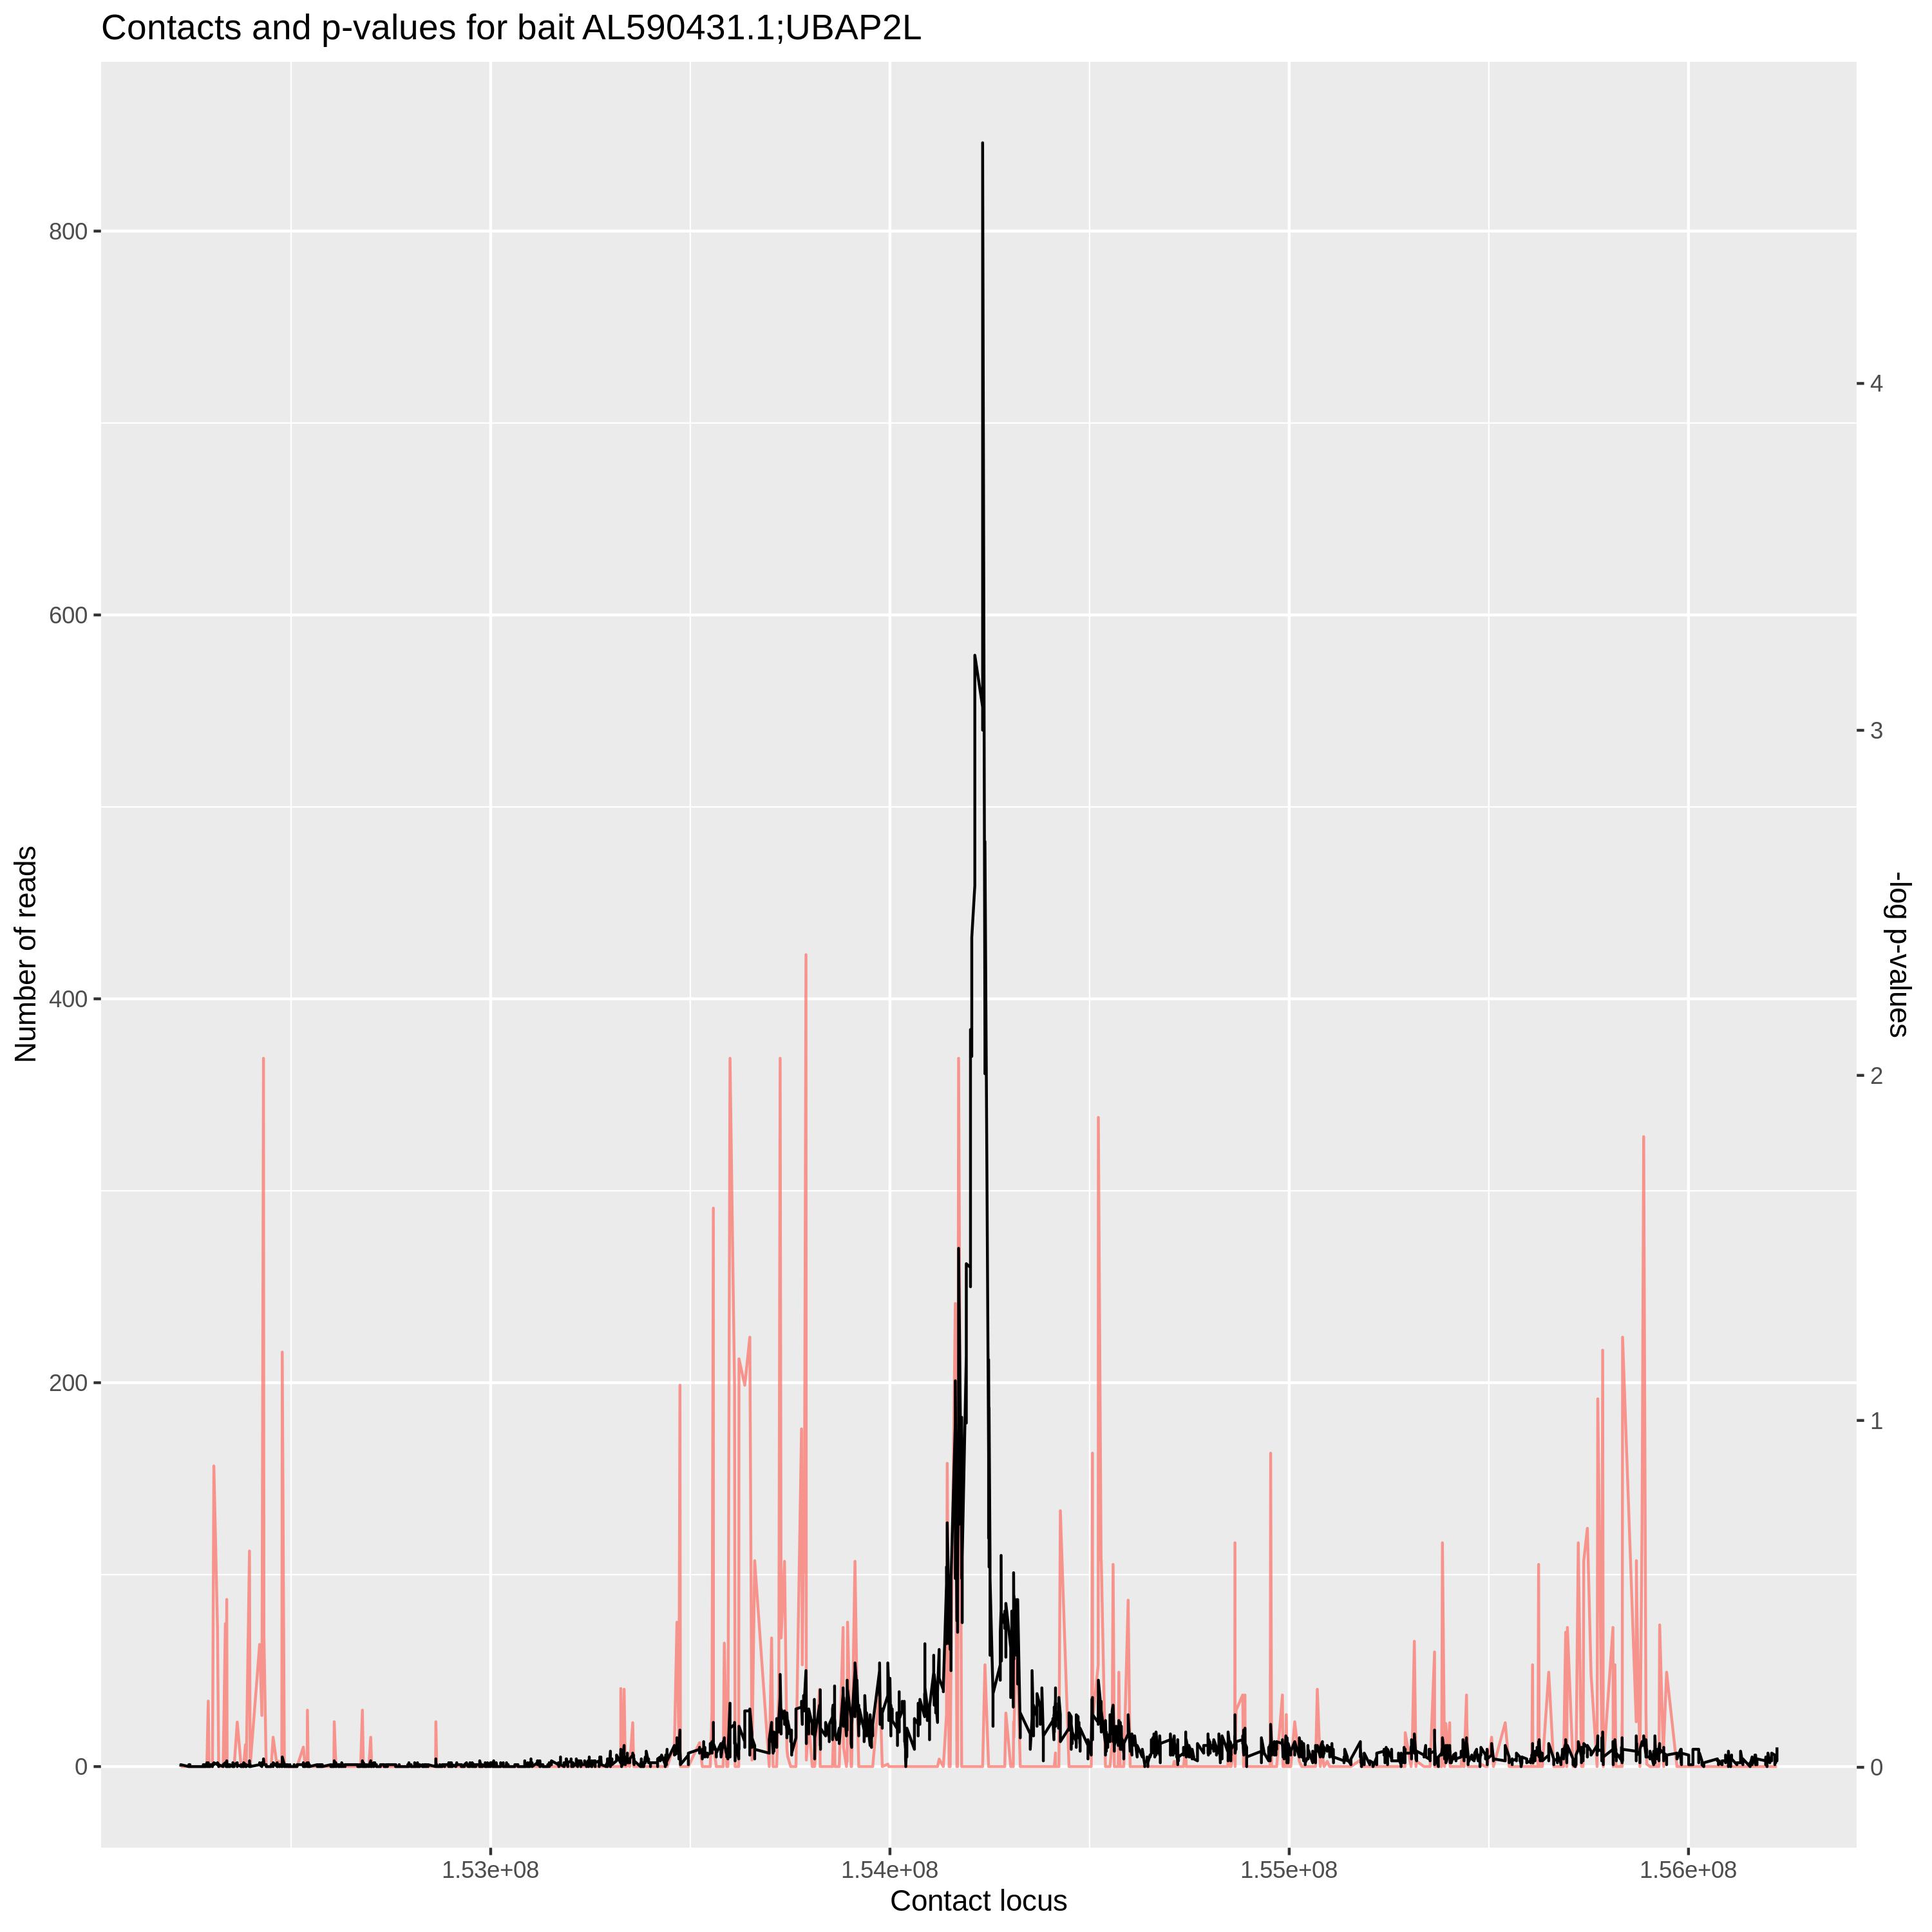 Contacts and p-values for bait AL590431.1;UBAP2L
800
600
400
200
0
Number of reads
4
3
2
1
0
-log p-values
1.53e+08
1.54e+08
1.55e+08
1.56e+08
Contact locus